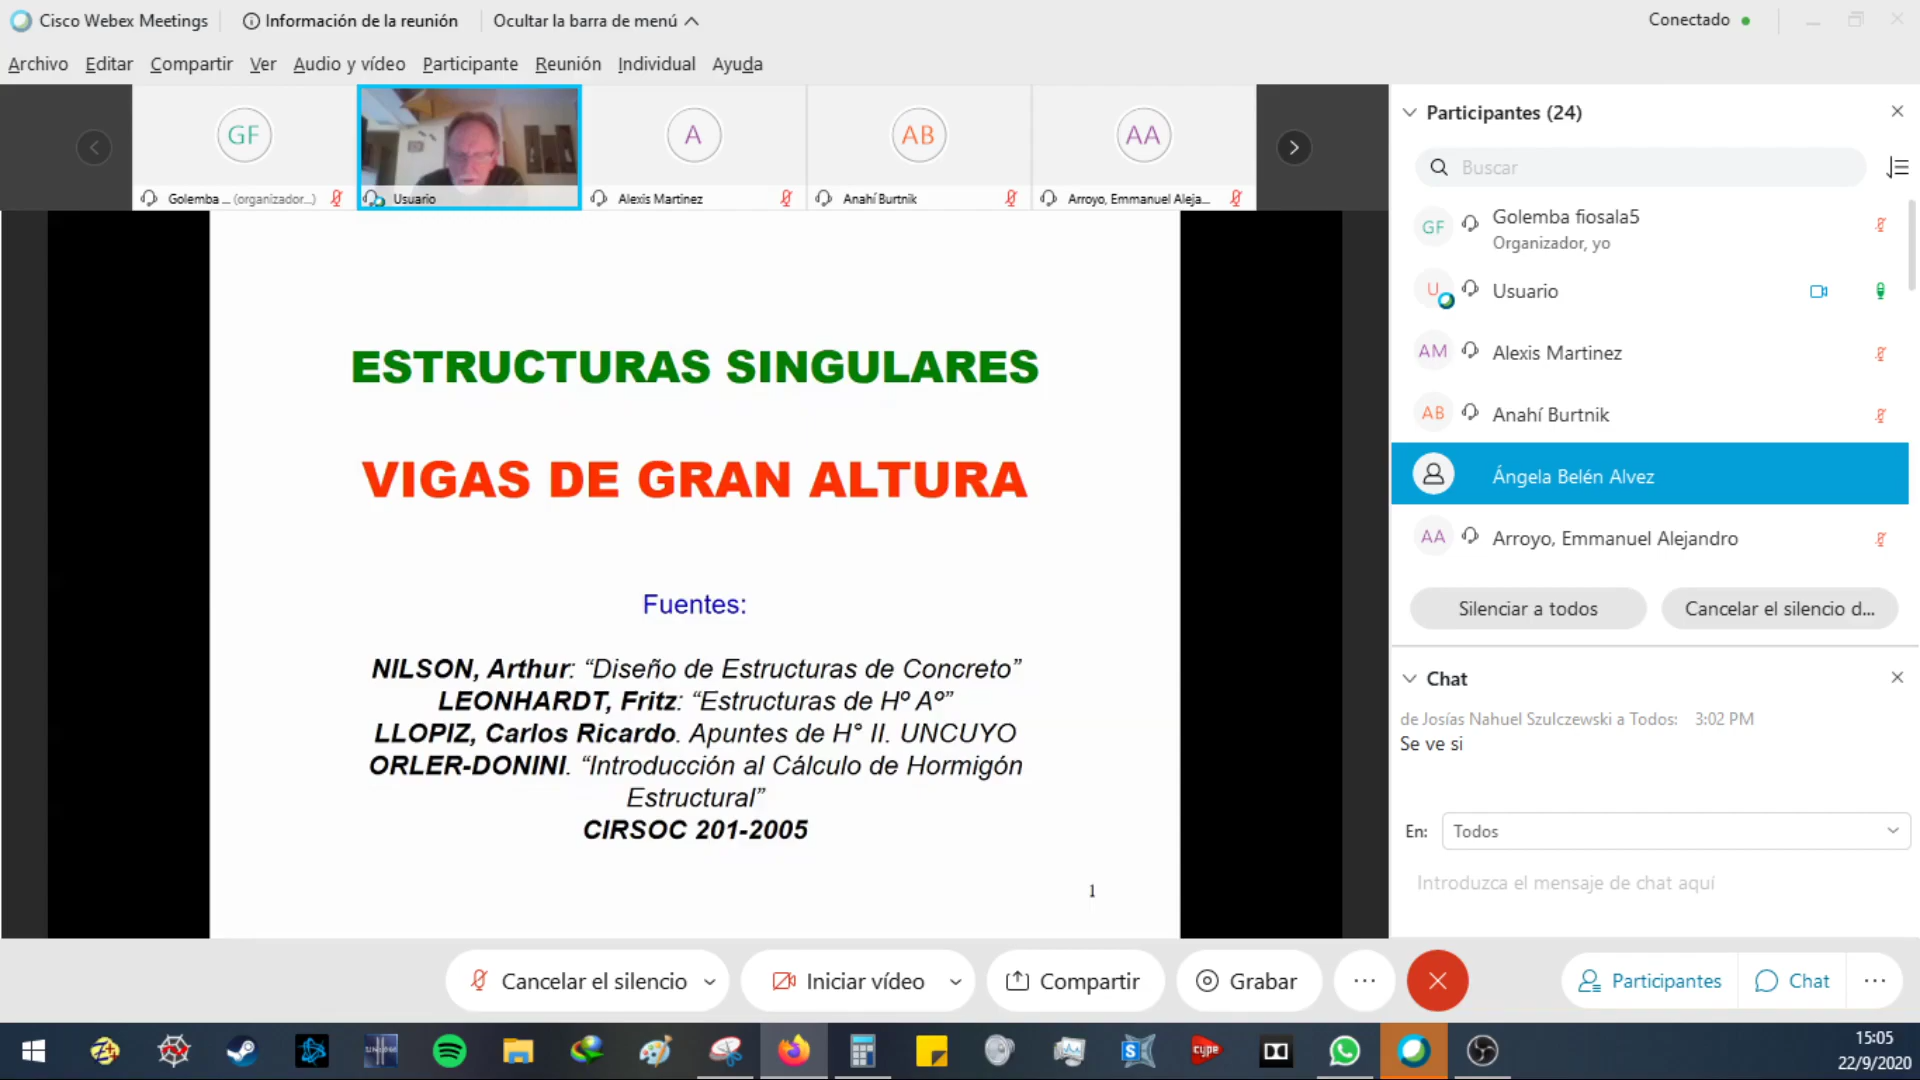 Cisco Webex Meetings
Información de la reunión
Ocultar la barra de menú
Conectado
Archivo Editar Compartir Ver Audio y vídeo Participante Reunión Individual Ayuda
GF
A
AB
AA
Golemba ... (organizador...)
Usuario
Alexis Martinez
Anahí Burtnik
Arroyo, Emmanuel Aleja...
ESTRUCTURAS SINGULARES
VIGAS DE GRAN ALTURA
Fuentes:
NILSON, Arthur: “Diseño de Estructuras de Concreto”
LEONHARDT, Fritz: “Estructuras de Hº Aº”
LLOPIZ, Carlos Ricardo. Apuntes de H° II. UNCUYO
ORLER-DONINI. “Introducción al Cálculo de Hormigón
Estructural”
CIRSOC 201-2005
1
Participantes (24)
Buscar
GF Golemba fiosala5
Organizador, yo
U Usuario
AM Alexis Martinez
AB Anahí Burtnik
Ángela Belén Alvez
AA Arroyo, Emmanuel Alejandro
Silenciar a todos
Cancelar el silencio d...
Chat
de Josías Nahuel Szulczewski a Todos: 3:02 PM
Se ve si
En: Todos
Introduzca el mensaje de chat aquí
Cancelar el silencio
Iniciar vídeo
Compartir
Grabar
Participantes
Chat
cype
15:05
22/9/2020